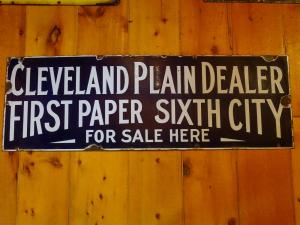 CLEVELAND PLAIN DEALER
FIRST PAPER SIXTH CITY
FOR SALE HERE